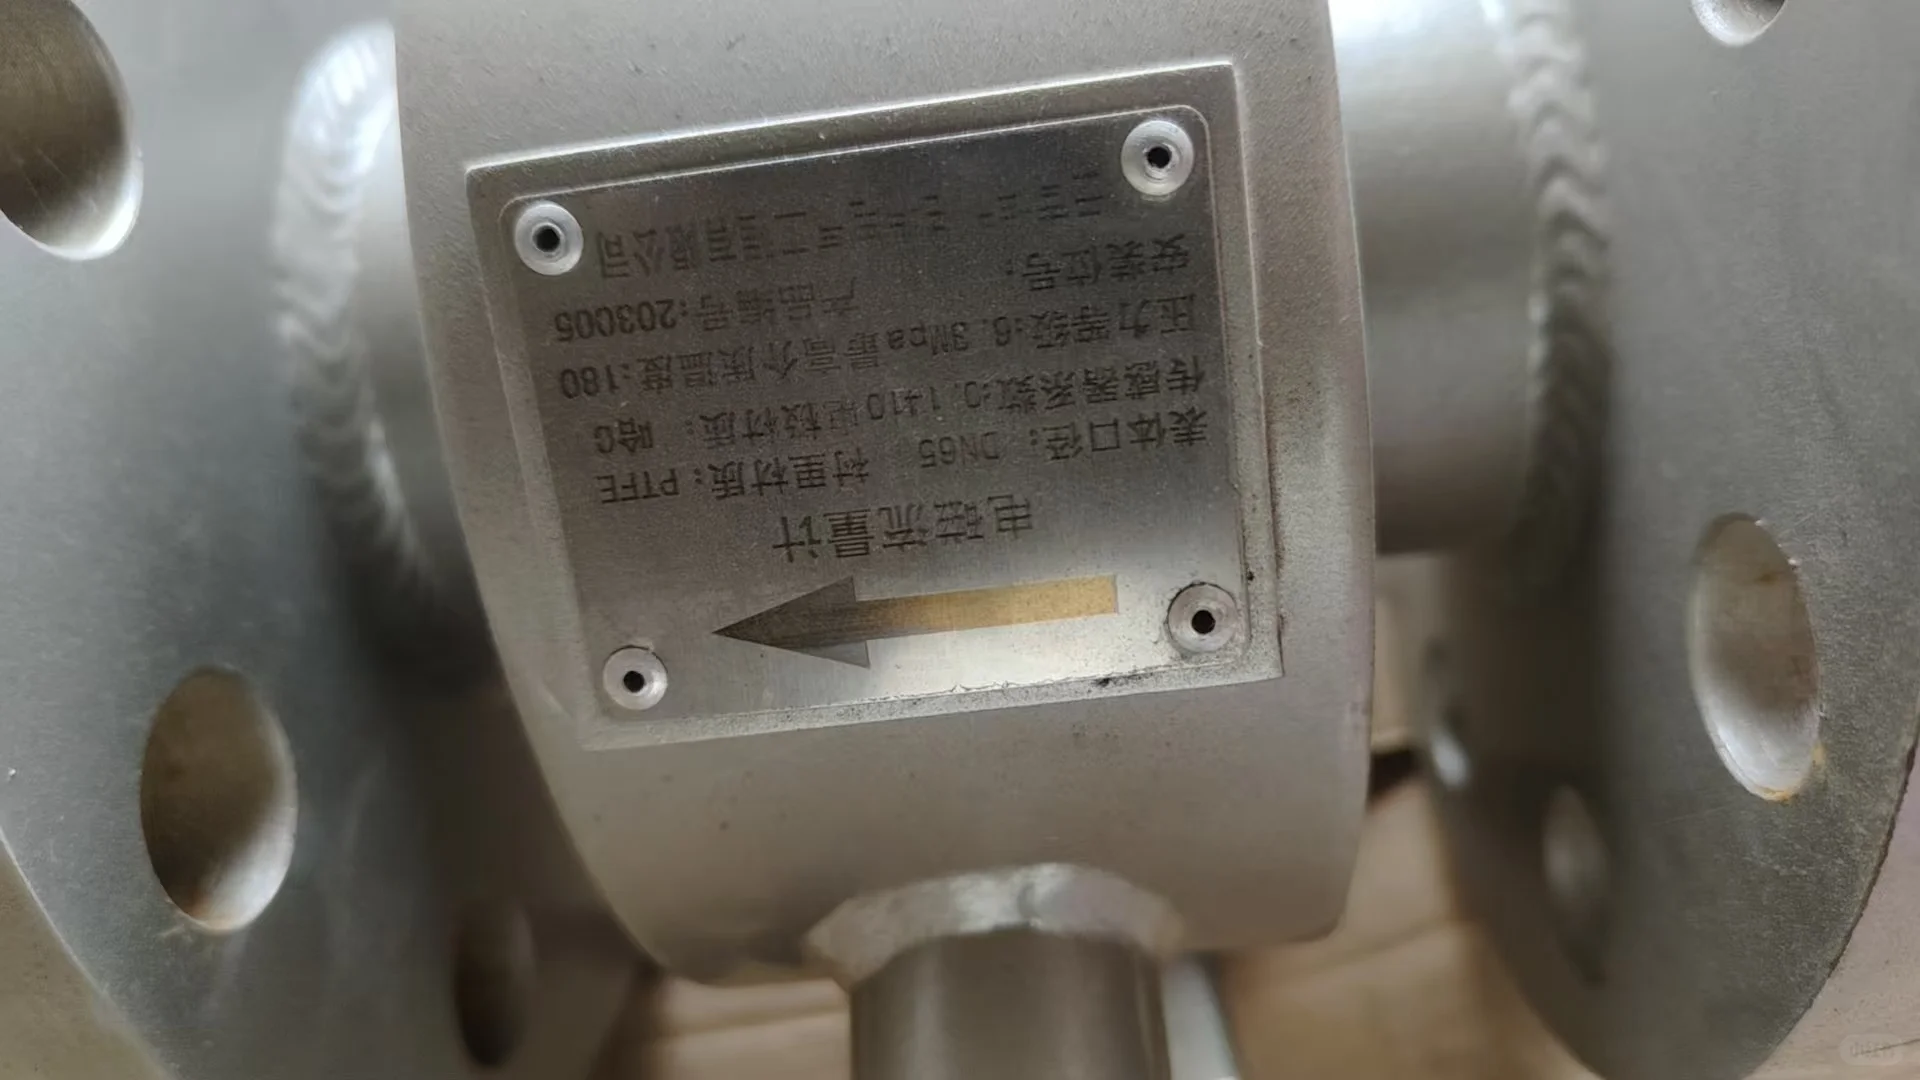 电磁流量计
表体口径: DN65 衬里材质: PTFE
传感器系数:0.1410 电极材质: 哈C
压力等级:6.3Mpa 最高介质温度:180
安装位号: 产品编号:203005
有限公司